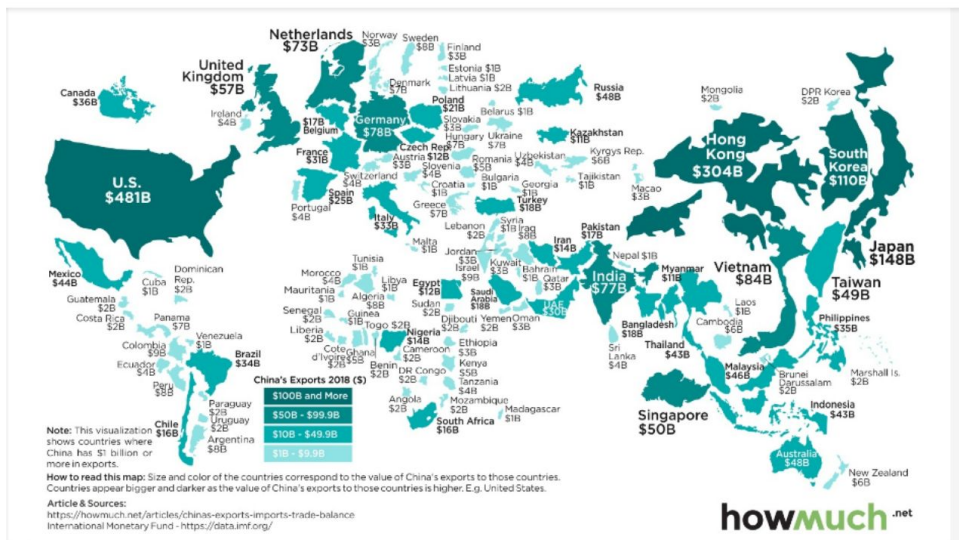 Netherlands
$73B
Norway
$3B
Sweden
$8B
Finland
$3B
Estonia $1B
Latvia $1B
Lithuania $2B
Denmark
$7B
United
Kingdom
$57B
Ireland
$4B
Canada
$36B
U.S.
$481B
$17B
Belgium
Germany
$78B
Poland
$21B
Belarus $1B
Russia
$48B
Slovakia
$3B
Hungary
$7B
Ukraine
$7B
Kazakhstan
$11B
France
$31B
Czech Rep.
$12B
Austria
$3B
Slovenia
$4B
Romania
$5B
Uzbekistan
$4B
Kyrgys Rep.
$6B
Tajikistan
$1B
Switzerland
$4B
Croatia
$1B
Bulgaria
$1B
Georgia
$1B
Portugal
$4B
Spain
$25B
Italy
$33B
Greece
$7B
Turkey
$18B
Malta
$1B
Lebanon
$2B
Syria
$1B
Iraq
$8B
Iran
$14B
Pakistan
$17B
Nepal $1B
Jordan
$3B
Israel
$9B
Kuwait
$3B
Bahrain
$1B
Qatar
$3B
UAE
$30B
Saudi
Arabia
$18B
Yemen
$2B
Oman
$3B
India
$77B
Sri
Lanka
$4B
Bangladesh
$18B
Myanmar
$11B
Mongolia
$2B
DPR Korea
$2B
Hong
Kong
$304B
South
Korea
$110B
Macao
$3B
Japan
$148B
Vietnam
$84B
Taiwan
$49B
Laos
$1B
Cambodia
$6B
Thailand
$43B
Philippines
$35B
Malaysia
$46B
Brunei
Darussalam
$2B
Marshall Is.
$2B
Singapore
$50B
Indonesia
$43B
Australia
$48B
New Zealand
$6B
Mexico
$44B
Cuba
$1B
Dominican
Rep.
$2B
Guatemala
$2B
Costa Rica
$2B
Panama
$7B
Venezuela
$1B
Colombia
$9B
Ecuador
$4B
Peru
$8B
Brazil
$34B
Paraguay
$2B
Uruguay
$2B
Argentina
$8B
Chile
$16B
Tunisia
$1B
Morocco
$4B
Libya
$1B
Mauritania
$1B
Algeria
$8B
Egypt
$12B
Sudan
$2B
Senegal
$2B
Guinea
$1B
Liberia
$2B
Togo $2B
Nigeria
$14B
Djibouti
$2B
Cote
d'Ivoire
$2B
Ghana
$5B
Benin
$2B
Cameroon
$2B
Ethiopia
$3B
Kenya
$5B
DR Congo
$2B
Tanzania
$4B
Angola
$2B
Mozambique
$2B
Madagascar
$1B
South Africa
$16B
China's Exports 2018 ($)
$100B and More
$50B - $99.9B
$10B - $49.9B
$1B - $9.9B
Note: This visualization
shows countries where
China has $1 billion or
more in exports.
How to read this map: Size and color of the countries correspond to the value of China's exports to those countries.
Countries appear bigger and darker as the value of China's exports to those countries is higher. E.g. United States.
Article & Sources:
https://howmuch.net/articles/chinas-exports-imports-trade-balance
International Monetary Fund - https://data.imf.org/
howmuch.net